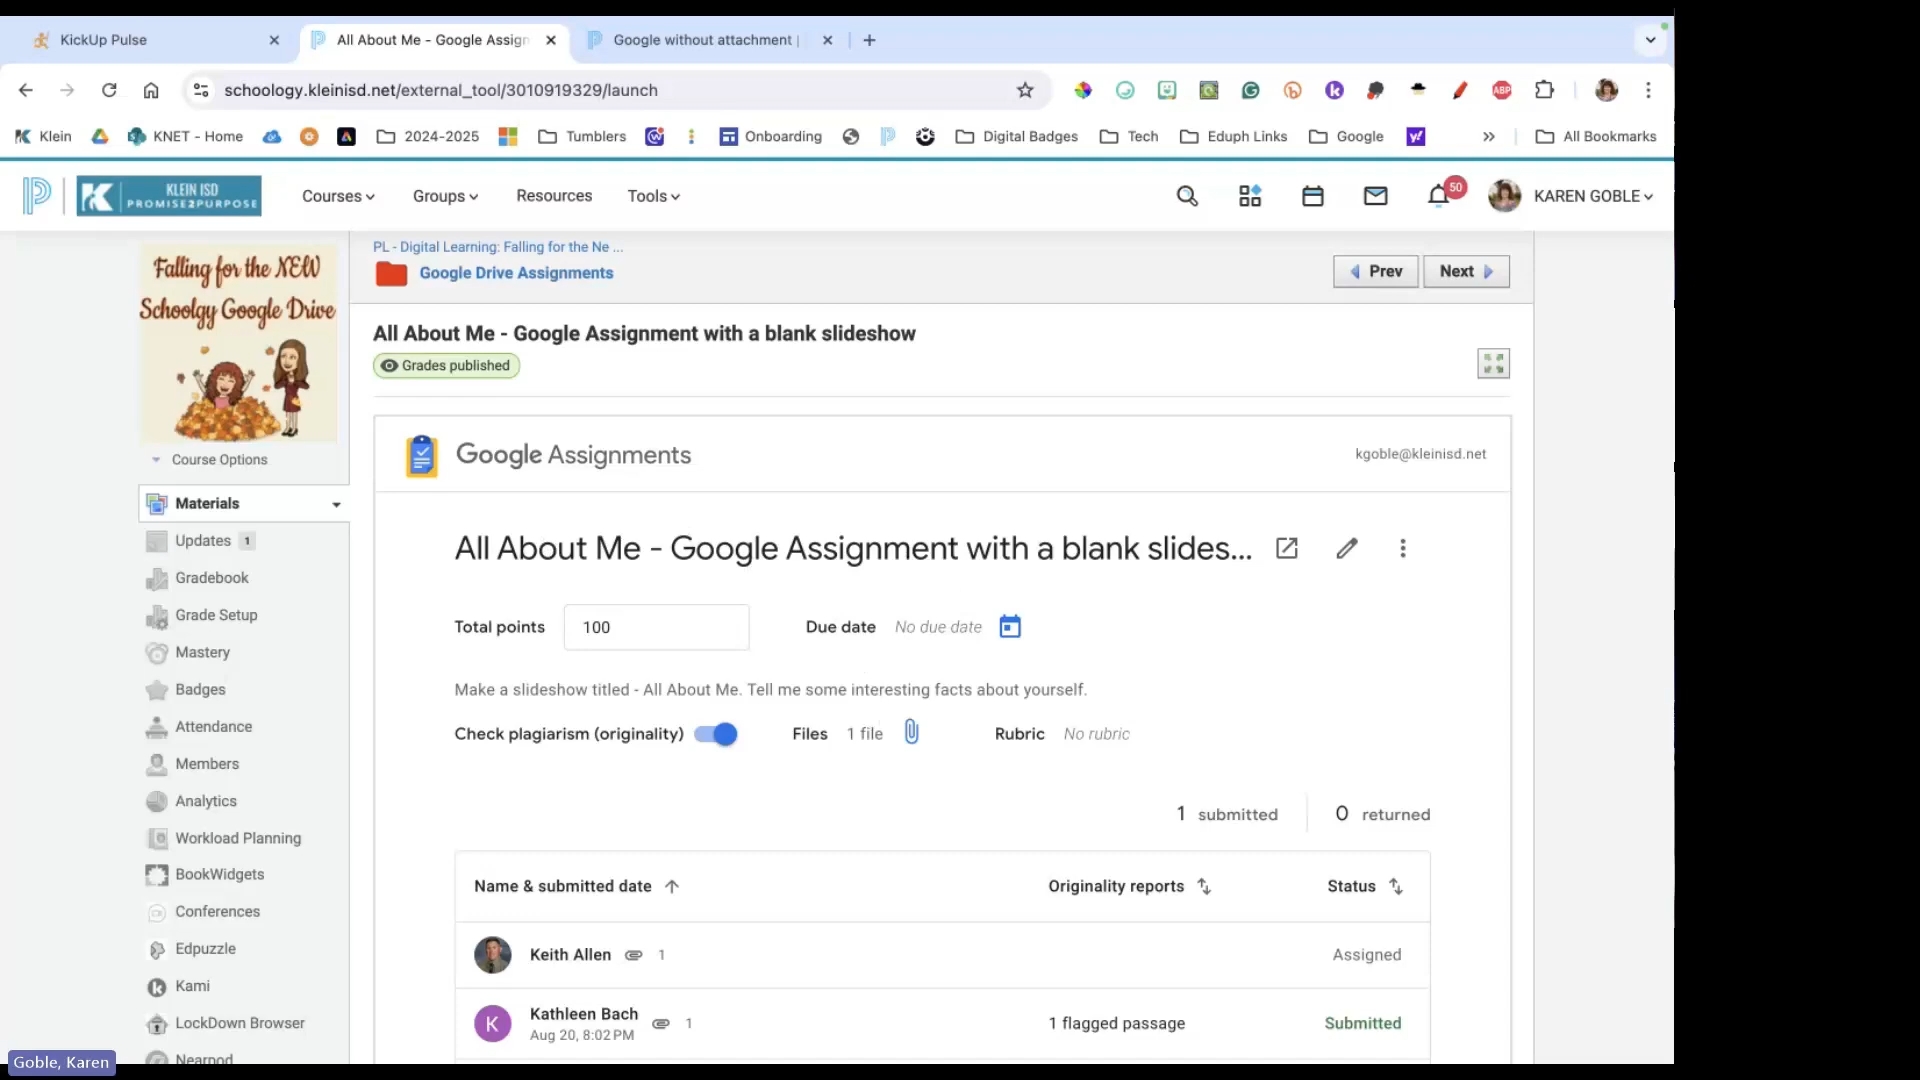 KickUp Pulse
All About Me - Google Assign
Google without attachment |
schoology.kleinisd.net/external_tool/3010919329/launch
Klein
KNET - Home
2024-2025
Tumblers
Onboarding
Digital Badges
Tech
Eduph Links
Google
All Bookmarks
KLEIN ISD
PROMISE2PURPOSE
Courses
Groups
Resources
Tools
50
KAREN GOBLE
Falling for the NEW
Schoolgy Google Drive
PL - Digital Learning: Falling for the Ne ...
Google Drive Assignments
Prev
Next
All About Me - Google Assignment with a blank slideshow
Grades published
Course Options
Google Assignments
kgoble@kleinisd.net
Materials
Updates 1
Gradebook
Grade Setup
Mastery
Badges
Attendance
Members
Analytics
Workload Planning
BookWidgets
Conferences
Edpuzzle
Kami
LockDown Browser
Nearpod
All About Me - Google Assignment with a blank slides...
Total points 100 Due date No due date
Make a slideshow titled - All About Me. Tell me some interesting facts about yourself.
Check plagiarism (originality) Files 1 file Rubric No rubric
1 submitted 0 returned
Name & submitted date Originality reports Status
Keith Allen 1 Assigned
Kathleen Bach 1 1 flagged passage Submitted
Aug 20, 8:02 PM
K
Goble, Karen
ABP
y!